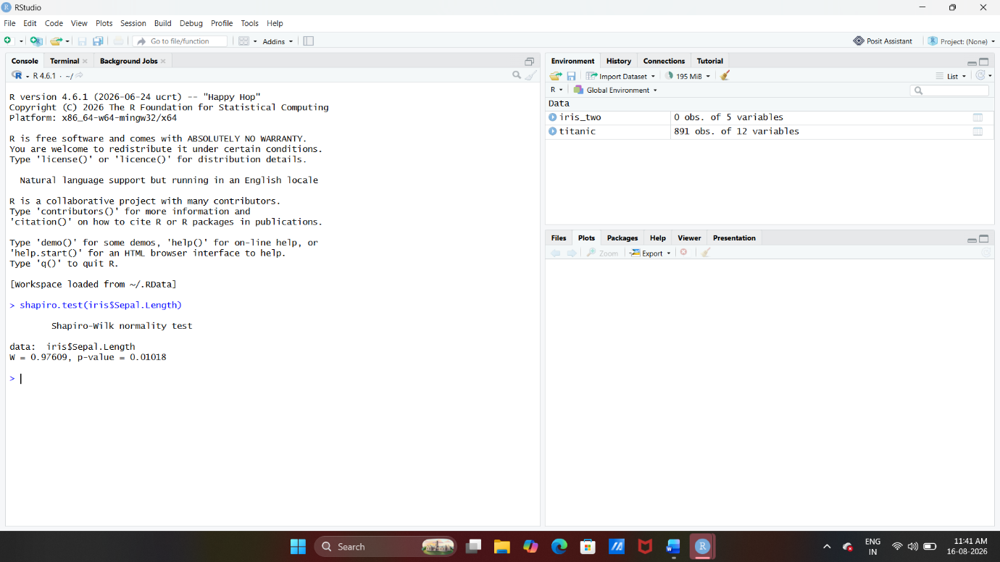 RStudio
File Edit Code View Plots Session Build Debug Profile Tools Help
Go to file/function
Addins
Posit Assistant
Project: (None)
Console Terminal Background Jobs
R 4.6.1 · ~/
R version 4.6.1 (2026-06-24 ucrt) -- "Happy Hop"
Copyright (C) 2026 The R Foundation for Statistical Computing
Platform: x86_64-w64-mingw32/x64
R is free software and comes with ABSOLUTELY NO WARRANTY.
You are welcome to redistribute it under certain conditions.
Type 'license()' or 'licence()' for distribution details.
Natural language support but running in an English locale
R is a collaborative project with many contributors.
Type 'contributors()' for more information and
'citation()' on how to cite R or R packages in publications.
Type 'demo()' for some demos, 'help()' for on-line help, or
'help.start()' for an HTML browser interface to help.
Type 'q()' to quit R.
[Workspace loaded from ~/.RData]
> shapiro.test(iris$Sepal.Length)
Shapiro-Wilk normality test
data:  iris$Sepal.Length
W = 0.97609, p-value = 0.01018
>
Environment History Connections Tutorial
Import Dataset 195 MiB List
R Global Environment
Data
iris_two 0 obs. of 5 variables
titanic 891 obs. of 12 variables
Files Plots Packages Help Viewer Presentation
Zoom Export
Search
ENG
IN
11:41 AM
16-08-2026